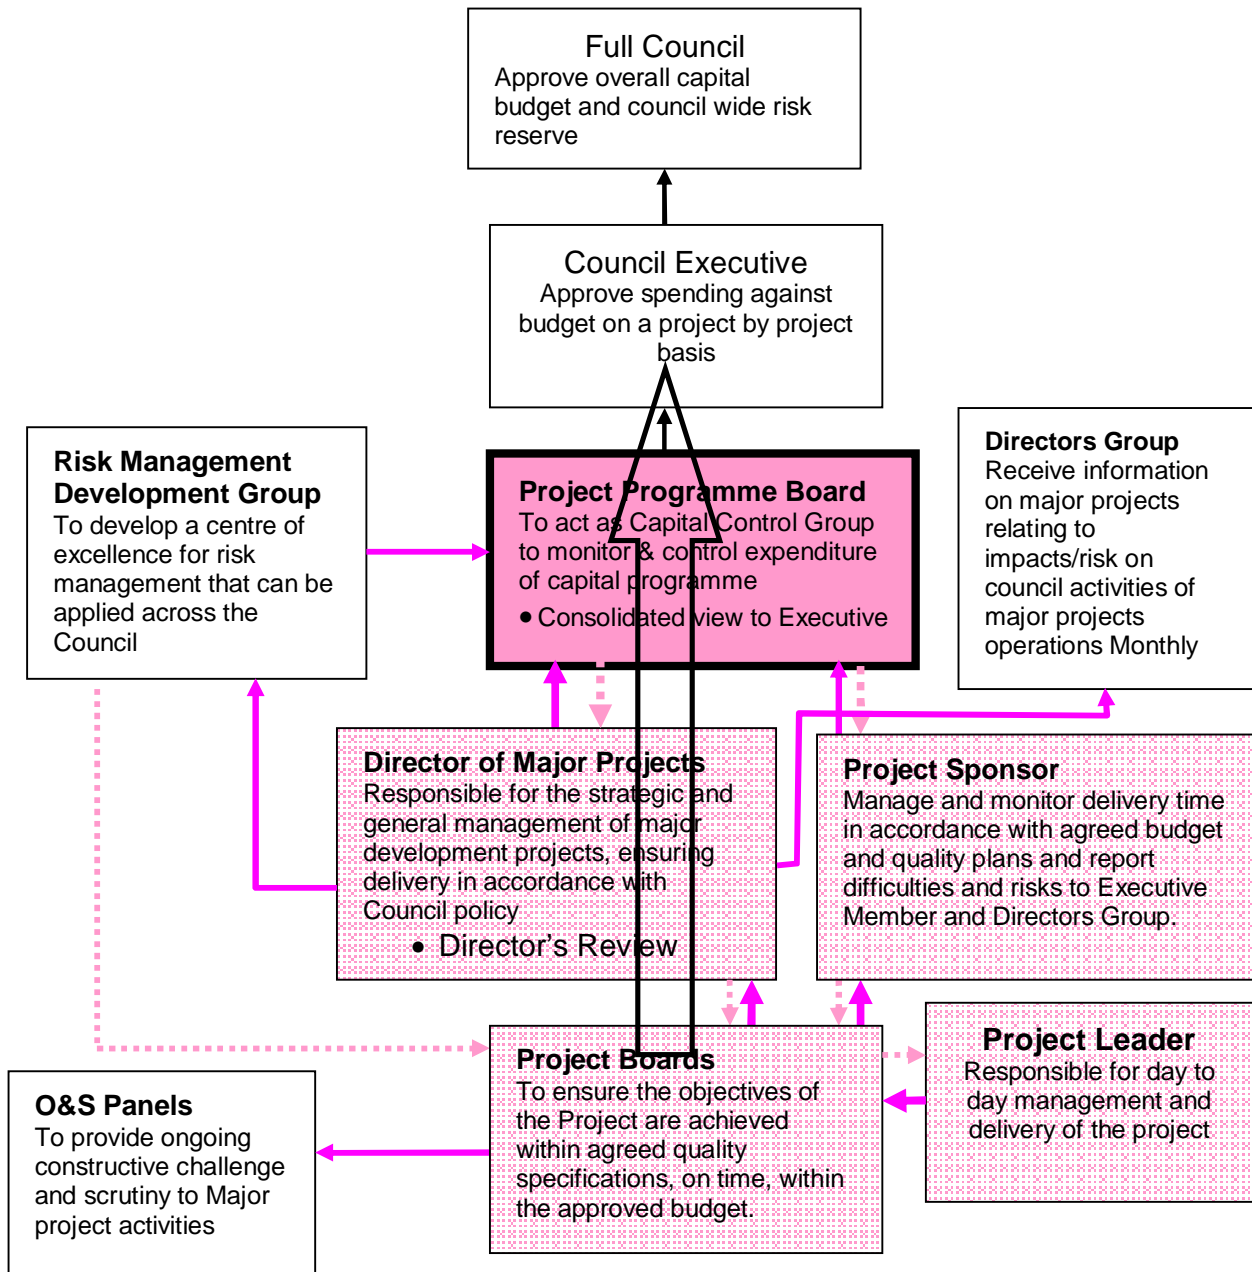 Full Council
Approve overall capital
budget and council wide risk
reserve
Council Executive
Approve spending against
budget on a project by project
basis
Risk Management
Development Group
To develop a centre of
excellence for risk
management that can be
applied across the
Council
Project Programme Board
To act as Capital Control Group
to monitor & control expenditure
of capital programme
• Consolidated view to Executive
Directors Group
Receive information
on major projects
relating to
impacts/risk on
council activities of
major projects
operations Monthly
Director of Major Projects
Responsible for the strategic and
general management of major
development projects, ensuring
delivery in accordance with
Council policy
• Director’s Review
Project Sponsor
Manage and monitor delivery time
in accordance with agreed budget
and quality plans and report
difficulties and risks to Executive
Member and Directors Group.
O&S Panels
To provide ongoing
constructive challenge
and scrutiny to Major
project activities
Project Boards
To ensure the objectives of
the Project are achieved
within agreed quality
specifications, on time, within
the approved budget.
Project Leader
Responsible for day to
day management and
delivery of the project